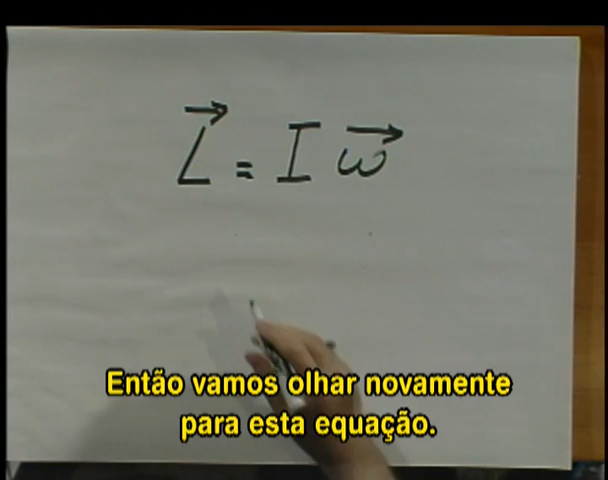 L⃗ = I ω⃗
Então vamos olhar novamente
para esta equação.